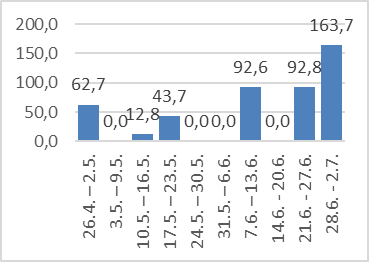 200,0
150,0
100,0
50,0
0,0
62,7
0,0
12,8
43,7
0,0
0,0
92,6
0,0
92,8
163,7
26.4. – 2.5.
3.5. – 9.5.
10.5. – 16.5.
17.5. – 23.5.
24.5. – 30.5.
31.5. – 6.6.
7.6. – 13.6.
14.6. - 20.6.
21.6. - 27.6.
28.6. - 2.7.